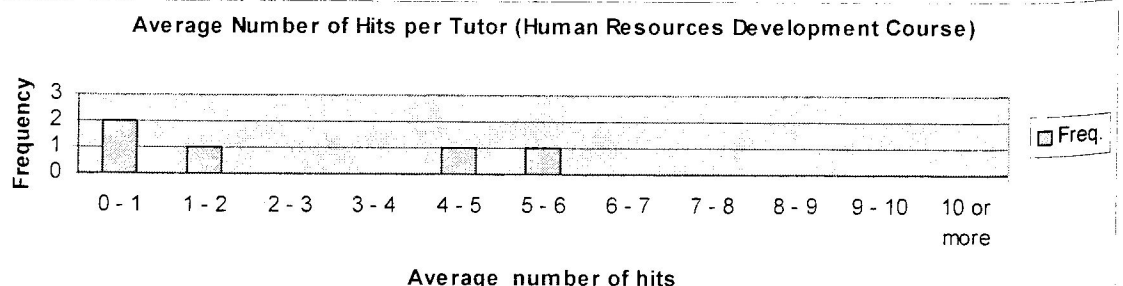 Average Number of Hits per Tutor (Human Resources Development Course)
Frequency
3
2
1
0
0 - 1 1 - 2 2 - 3 3 - 4 4 - 5 5 - 6 6 - 7 7 - 8 8 - 9 9 - 10 10 or
more
Freq.
Average number of hits